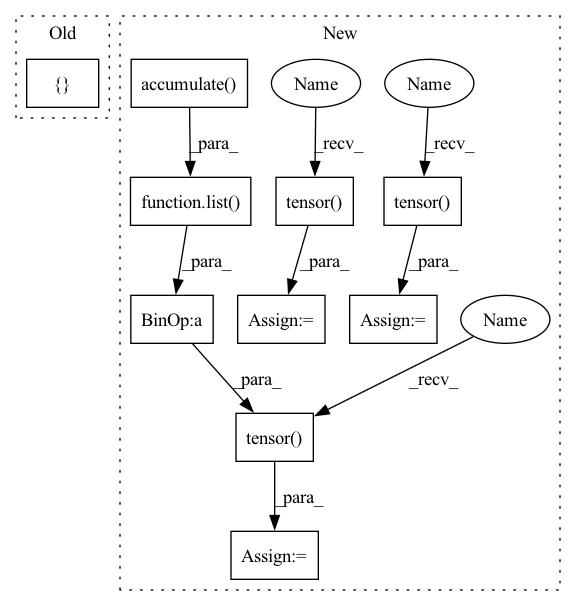 Old
New
{}
accumulate()
Name
Name
_para_
_recv_
_recv_
function.list()
tensor()
tensor()
_para_
_para_
_para_
BinOp:a
Assign:=
Assign:=
Name
_para_
_recv_
tensor()
_para_
Assign:=